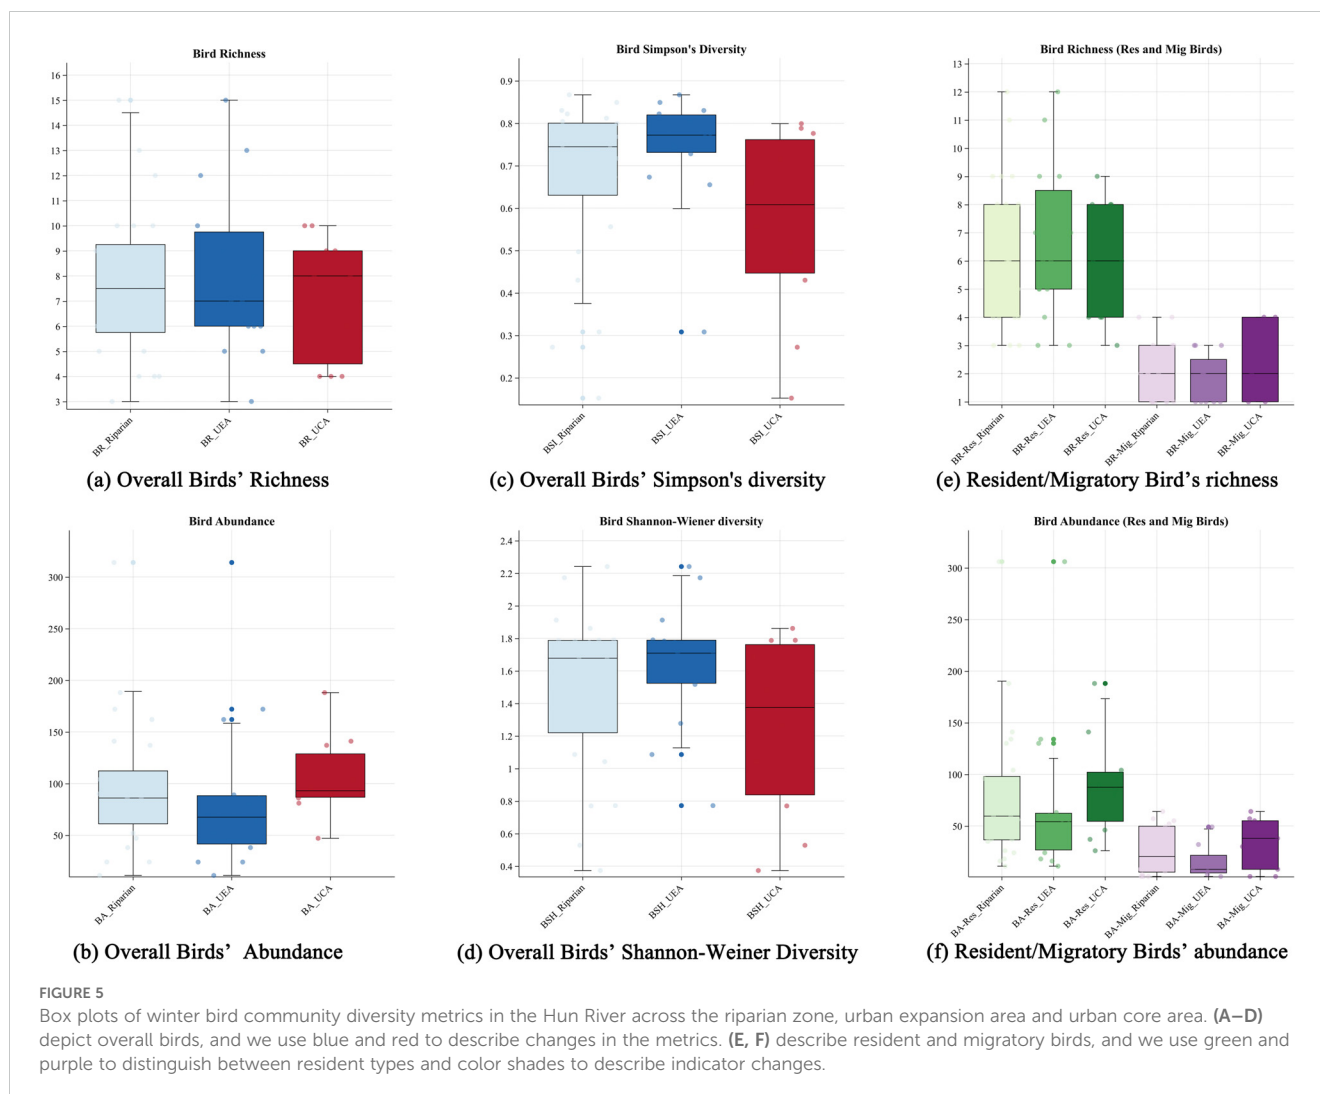 Bird Richness
16
15
14
13
12
11
10
9
8
7
6
5
4
3
BR_Riparian
BR_UEA
BR_UCA
(a) Overall Birds' Richness
Bird Simpson's Diversity
0.9
0.8
0.7
0.6
0.5
0.4
0.3
0.2
BSI_Riparian
BSI_UEA
BSI_UCA
(c) Overall Birds' Simpson's diversity
Bird Richness (Res and Mig Birds)
13
12
11
10
9
8
7
6
5
4
3
2
1
BR-Res_Riparian
BR-Res_UEA
BR-Res_UCA
BR-Mig_Riparian
BR-Mig_UEA
BR-Mig_UCA
(e) Resident/Migratory Bird's richness
Bird Abundance
300
250
200
150
100
50
BA_Riparian
BA_UEA
BA_UCA
(b) Overall Birds' Abundance
Bird Shannon-Wiener diversity
2.4
2.2
2
1.8
1.6
1.4
1.2
1
0.8
0.6
0.4
BSH_Riparian
BSH_UEA
BSH_UCA
(d) Overall Birds' Shannon-Weiner Diversity
Bird Abundance (Res and Mig Birds)
300
250
200
150
100
50
BA-Res_Riparian
BA-Res_UEA
BA-Res_UCA
BA-Mig_Riparian
BA-Mig_UEA
BA-Mig_UCA
(f) Resident/Migratory Birds' abundance
FIGURE 5
Box plots of winter bird community diversity metrics in the Hun River across the riparian zone, urban expansion area and urban core area. (A–D)
depict overall birds, and we use blue and red to describe changes in the metrics. (E, F) describe resident and migratory birds, and we use green and
purple to distinguish between resident types and color shades to describe indicator changes.